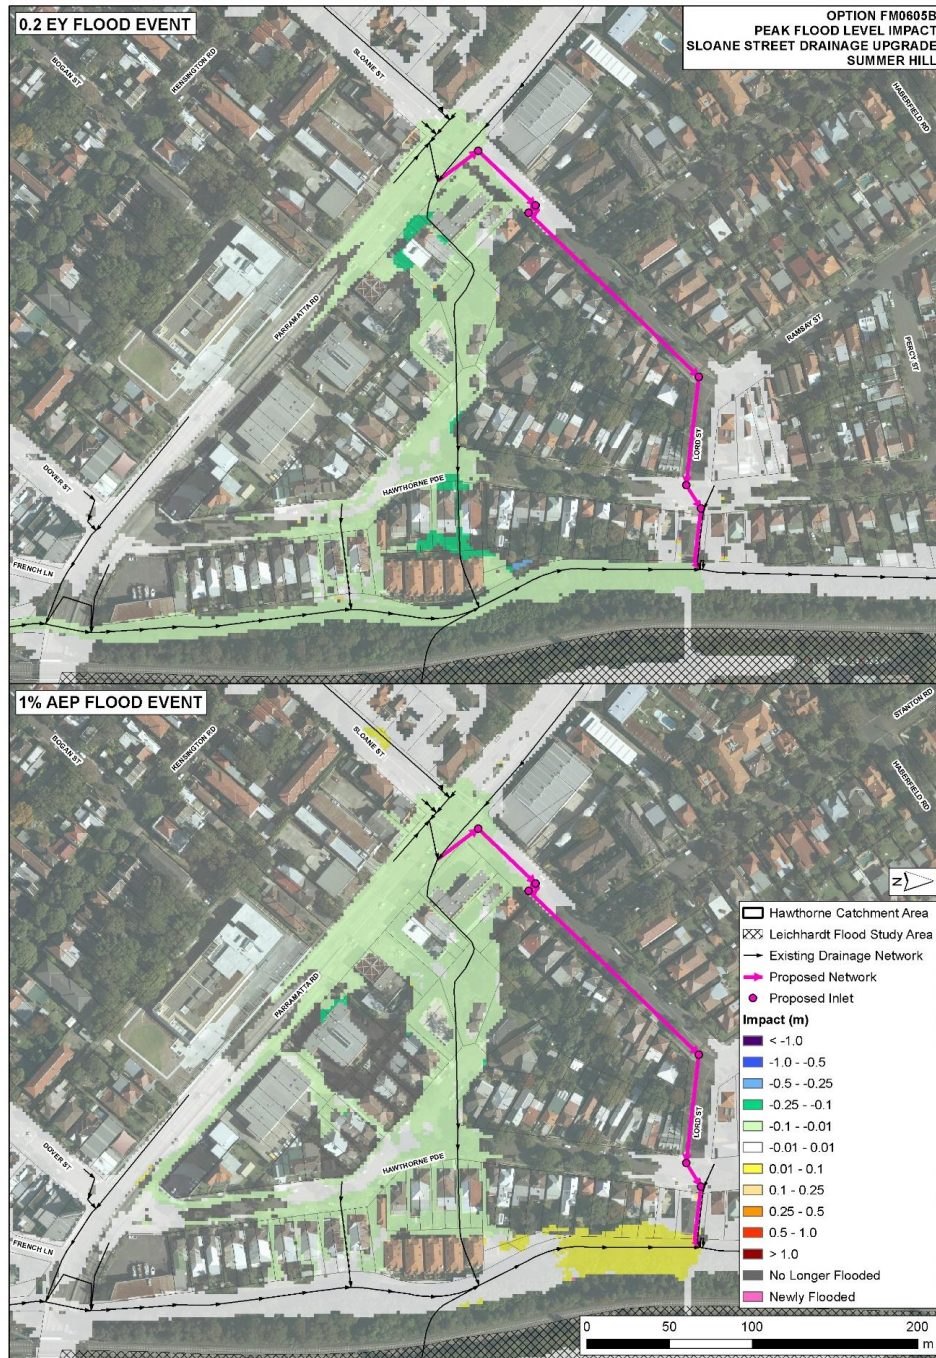 0.2 EY FLOOD EVENT
OPTION FM0605B
PEAK FLOOD LEVEL IMPACT
SLOANE STREET DRAINAGE UPGRADE
SUMMER HILL
BOGAN ST
KENSINGTON RD
SLOANE ST
HABERFIELD RD
PARRAMATTA RD
RAMSAY ST
PERCY ST
LORD ST
DOVER ST
HAWTHORNE PDE
FRENCH LN
1% AEP FLOOD EVENT
BOGAN ST
KENSINGTON RD
SLOANE ST
STANTON RD
HABERFIELD RD
PARRAMATTA RD
LORD ST
DOVER ST
HAWTHORNE PDE
FRENCH LN
N
Hawthorne Catchment Area
Leichhardt Flood Study Area
Existing Drainage Network
Proposed Network
Proposed Inlet
Impact (m)
< -1.0
-1.0 - -0.5
-0.5 - -0.25
-0.25 - -0.1
-0.1 - -0.01
-0.01 - 0.01
0.01 - 0.1
0.1 - 0.25
0.25 - 0.5
0.5 - 1.0
> 1.0
No Longer Flooded
Newly Flooded
0 50 100 200
m